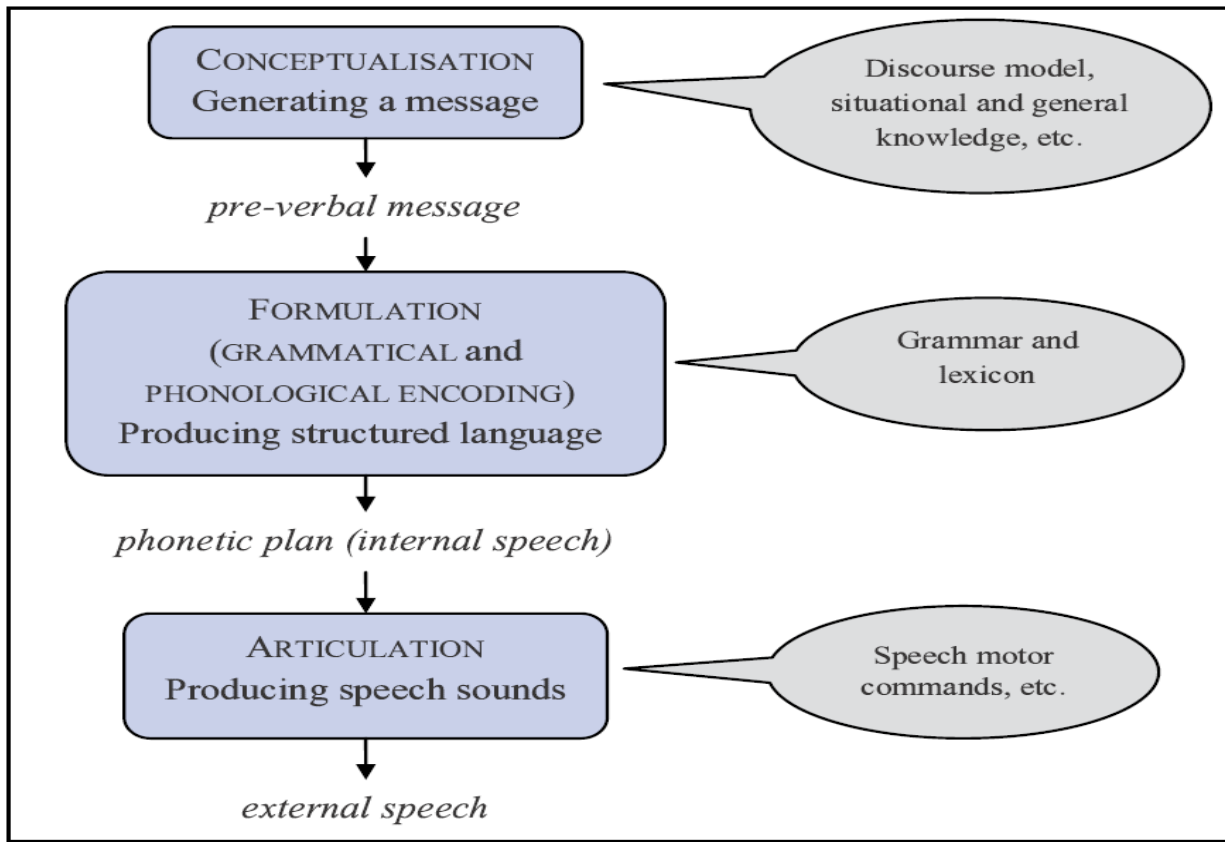 CONCEPTUALISATION
Generating a message
Discourse model,
situational and general
knowledge, etc.
pre-verbal message
FORMULATION
(GRAMMATICAL and
PHONOLOGICAL ENCODING)
Producing structured language
Grammar and
lexicon
phonetic plan (internal speech)
ARTICULATION
Producing speech sounds
Speech motor
commands, etc.
external speech